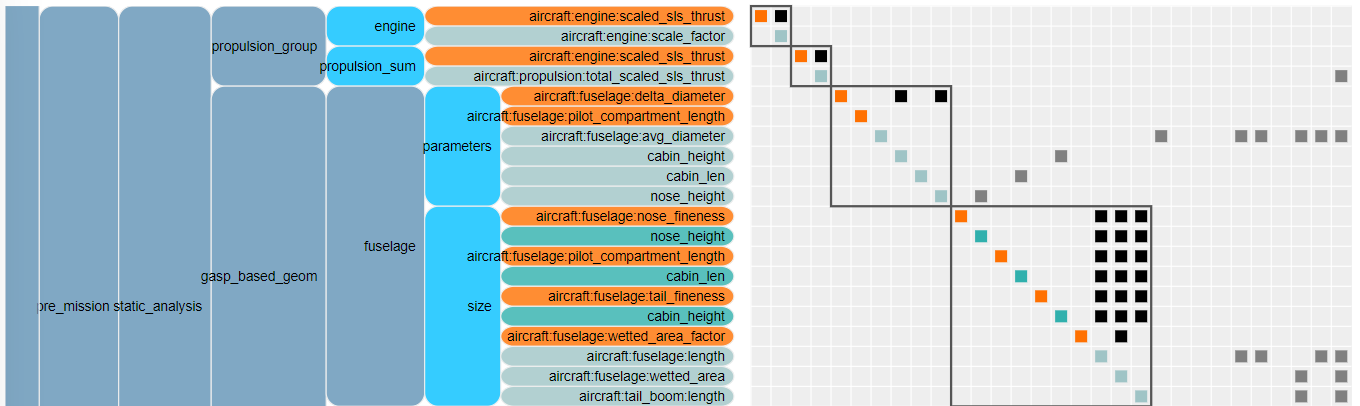 pre_mission
static_analysis
propulsion_group
gasp_based_geom
engine
propulsion_sum
fuselage
parameters
size
aircraft:engine:scaled_sls_thrust
aircraft:engine:scale_factor
aircraft:engine:scaled_sls_thrust
aircraft:propulsion:total_scaled_sls_thrust
aircraft:fuselage:delta_diameter
aircraft:fuselage:pilot_compartment_length
aircraft:fuselage:avg_diameter
cabin_height
cabin_len
nose_height
aircraft:fuselage:nose_fineness
nose_height
aircraft:fuselage:pilot_compartment_length
cabin_len
aircraft:fuselage:tail_fineness
cabin_height
aircraft:fuselage:wetted_area_factor
aircraft:fuselage:length
aircraft:fuselage:wetted_area
aircraft:tail_boom:length